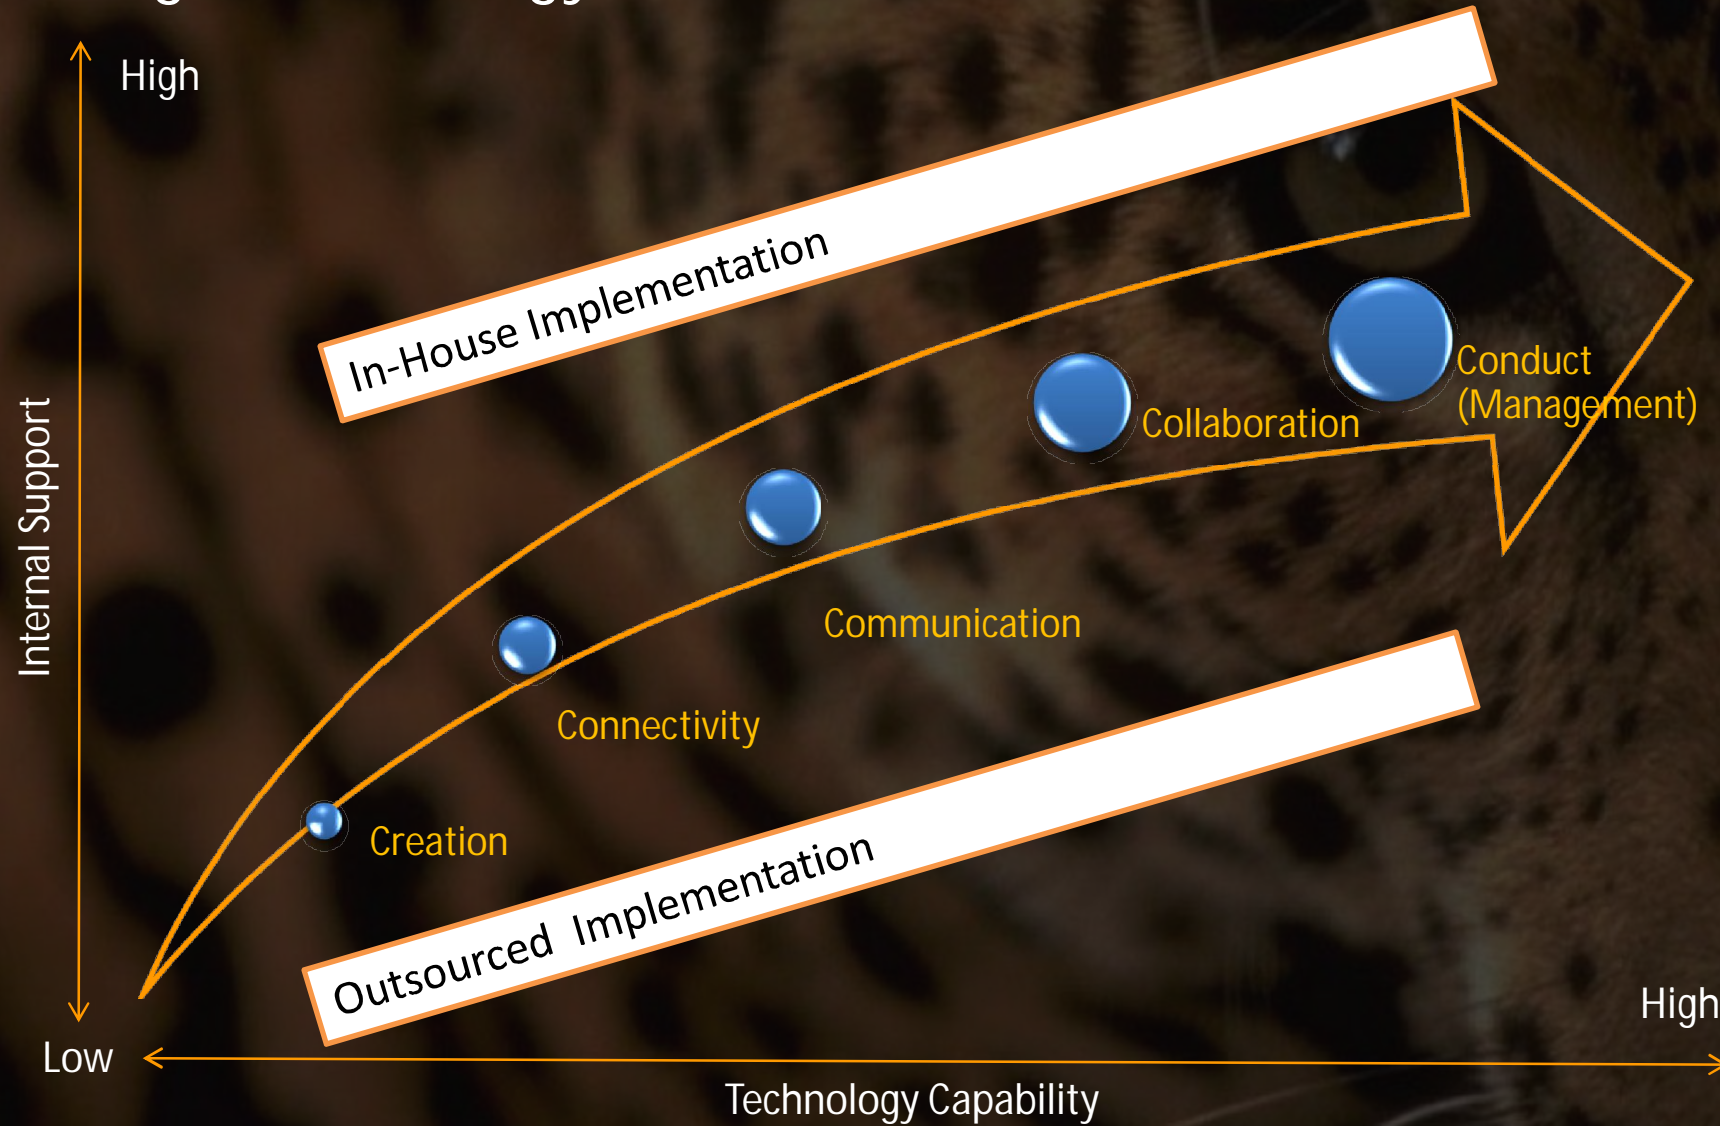 High
In-House Implementation
Conduct
(Management)
Collaboration
Internal Support
Communication
Connectivity
Creation
Outsourced Implementation
High
Low
Technology Capability